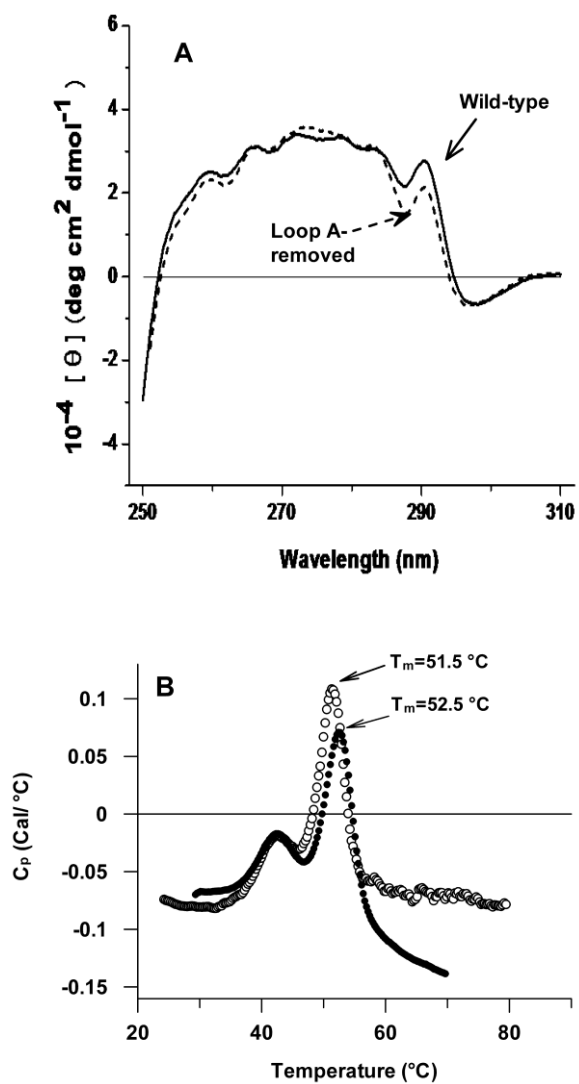 A
10⁻⁴ [Θ] (deg cm² dmol⁻¹)
6
4
2
0
-2
-4
Wild-type
Loop A-
removed
250
270
290
310
Wavelength (nm)
B
Tₘ=51.5 °C
Tₘ=52.5 °C
Cₚ (Cal/ °C)
0.1
0.05
0
-0.05
-0.1
-0.15
20
40
60
80
Temperature (°C)